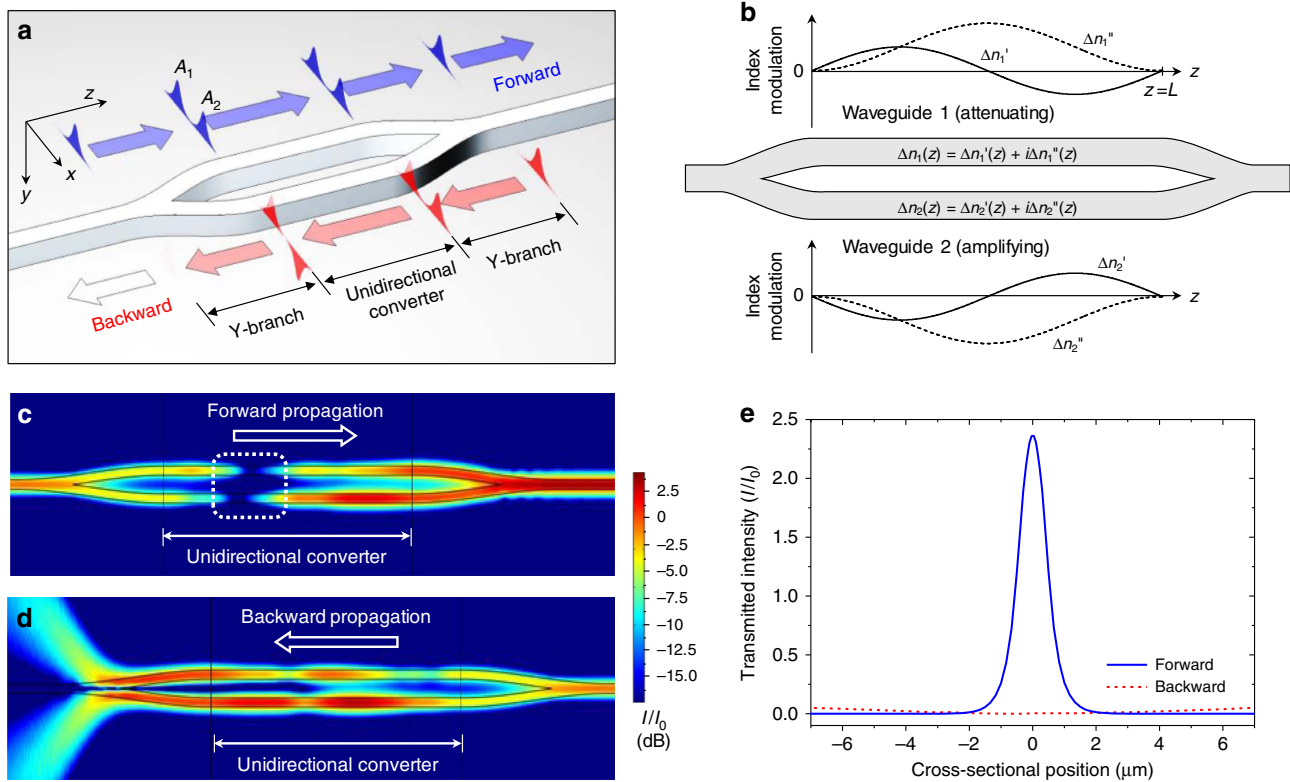 a
A1
A2
Forward
z
x
y
Backward
Y-branch
Unidirectional
converter
Y-branch
b
Index
modulation
0
Δn1'
Δn1"
z
z=L
Waveguide 1 (attenuating)
Δn1(z) = Δn1'(z) + iΔn1"(z)
Δn2(z) = Δn2'(z) + iΔn2"(z)
Waveguide 2 (amplifying)
Index
modulation
0
Δn2'
Δn2"
z
c
Forward propagation
Unidirectional converter
d
Backward propagation
Unidirectional converter
2.5
0
−2.5
−5.0
−7.5
−10
−12.5
−15.0
I/I0
(dB)
e
Transmitted intensity (I/I0)
2.5
2.0
1.5
1.0
0.5
0.0
Forward
Backward
−6
−4
−2
0
2
4
6
Cross-sectional position (μm)